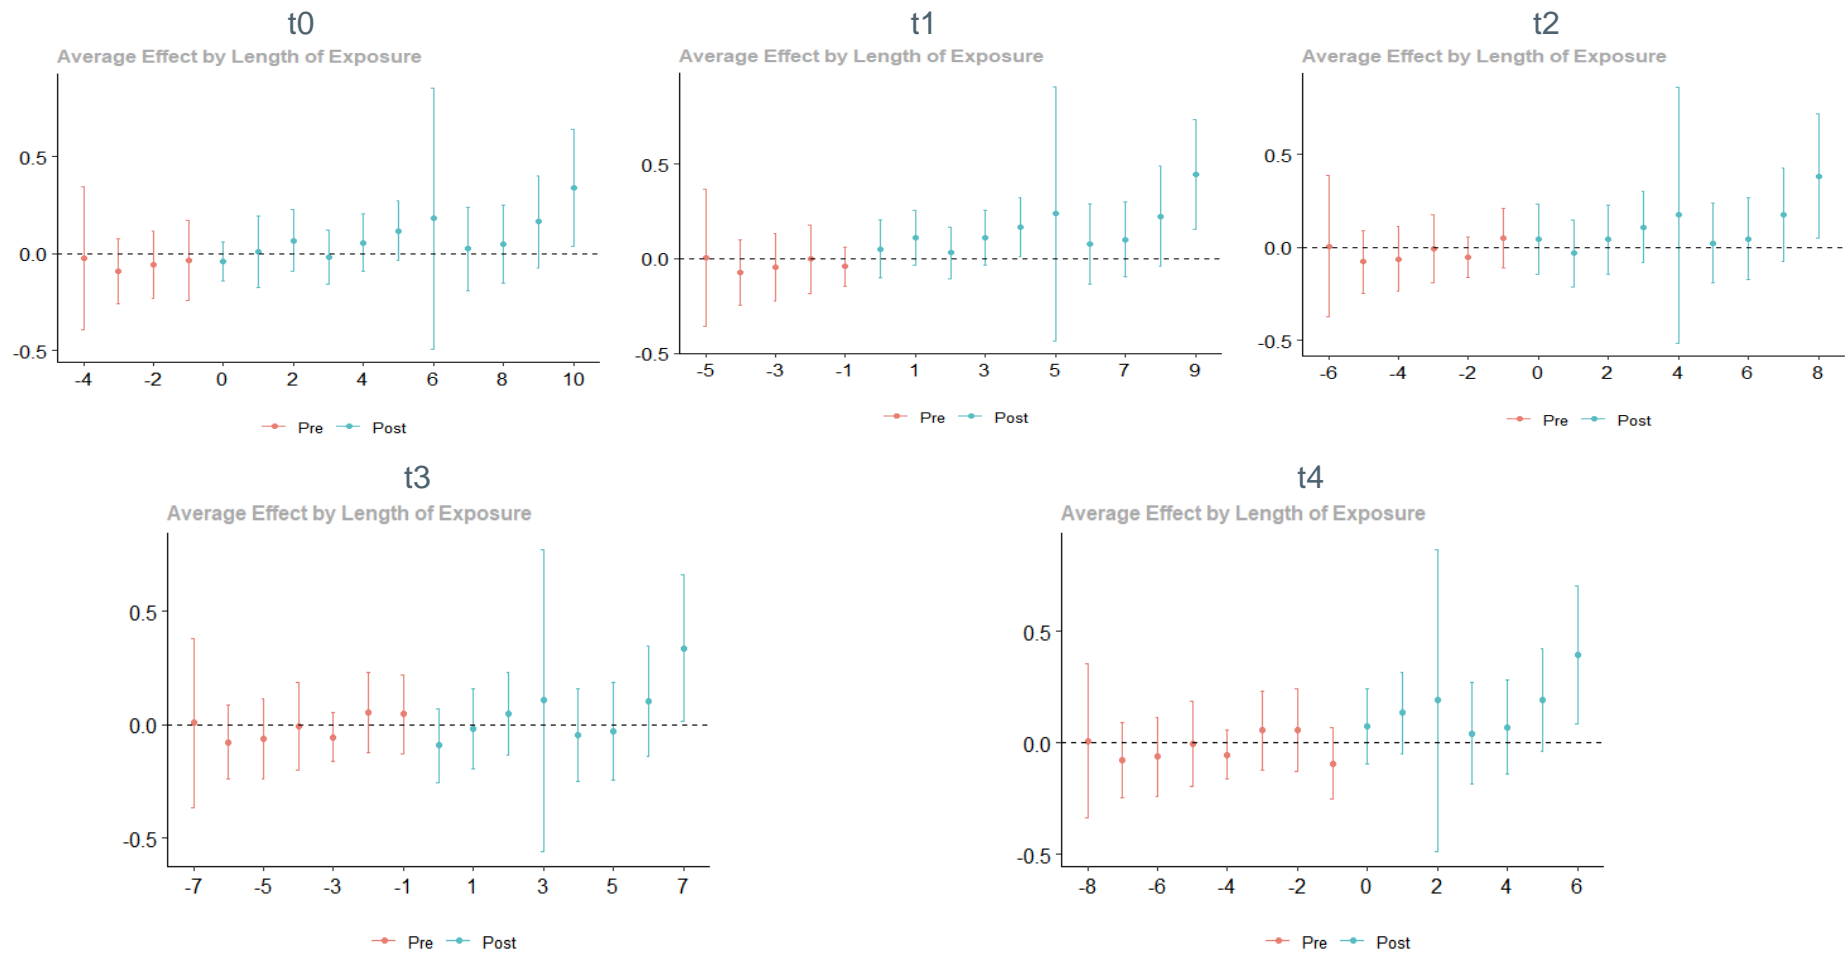 t0
Average Effect by Length of Exposure
0.5
0.0
-0.5
-4 -2 0 2 4 6 8 10
Pre Post
t1
Average Effect by Length of Exposure
0.5
0.0
-0.5
-5 -3 -1 1 3 5 7 9
Pre Post
t2
Average Effect by Length of Exposure
0.5
0.0
-0.5
-6 -4 -2 0 2 4 6 8
Pre Post
t3
Average Effect by Length of Exposure
0.5
0.0
-0.5
-7 -5 -3 -1 1 3 5 7
Pre Post
t4
Average Effect by Length of Exposure
0.5
0.0
-0.5
-8 -6 -4 -2 0 2 4 6
Pre Post